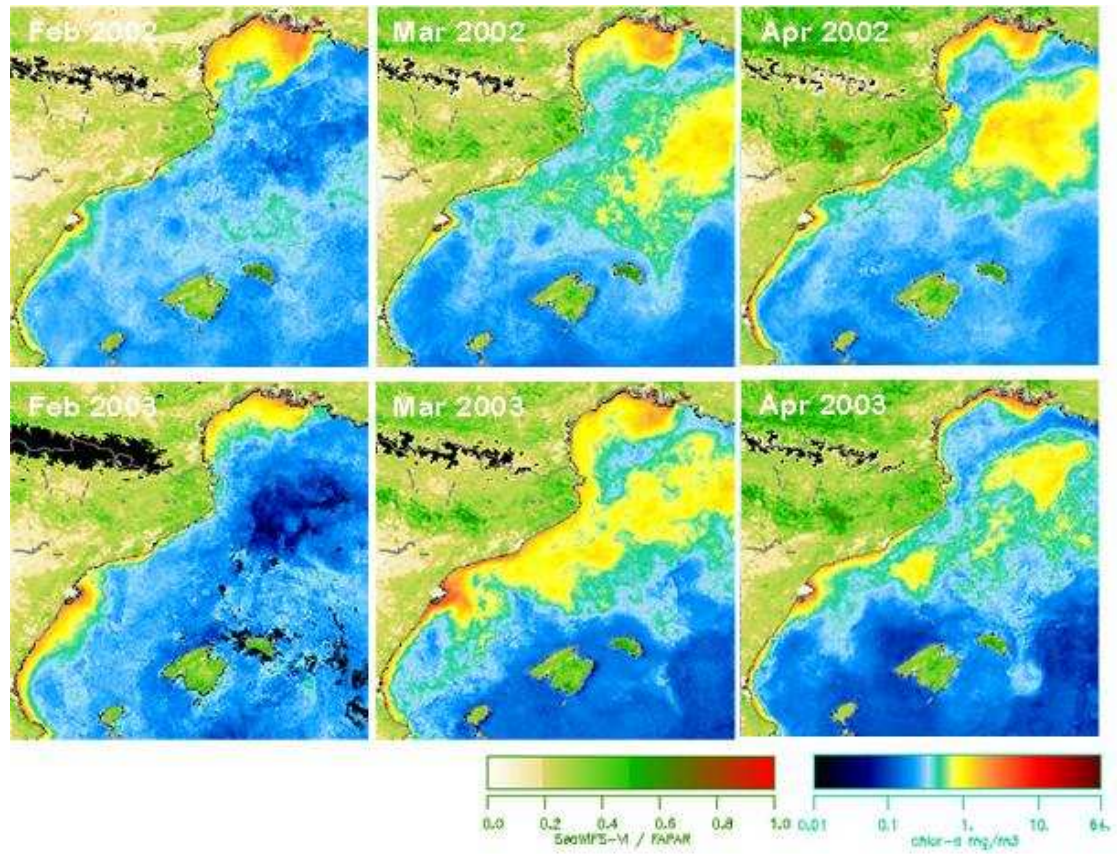 Feb 2002
Mar 2002
Apr 2002
Feb 2003
Mar 2003
Apr 2003
0.0 0.2 0.4 0.6 0.8 1.0
SeaWiFS-VI / FAPAR
0.01 0.1 1. 10. 64.
chlor-a mg/m3